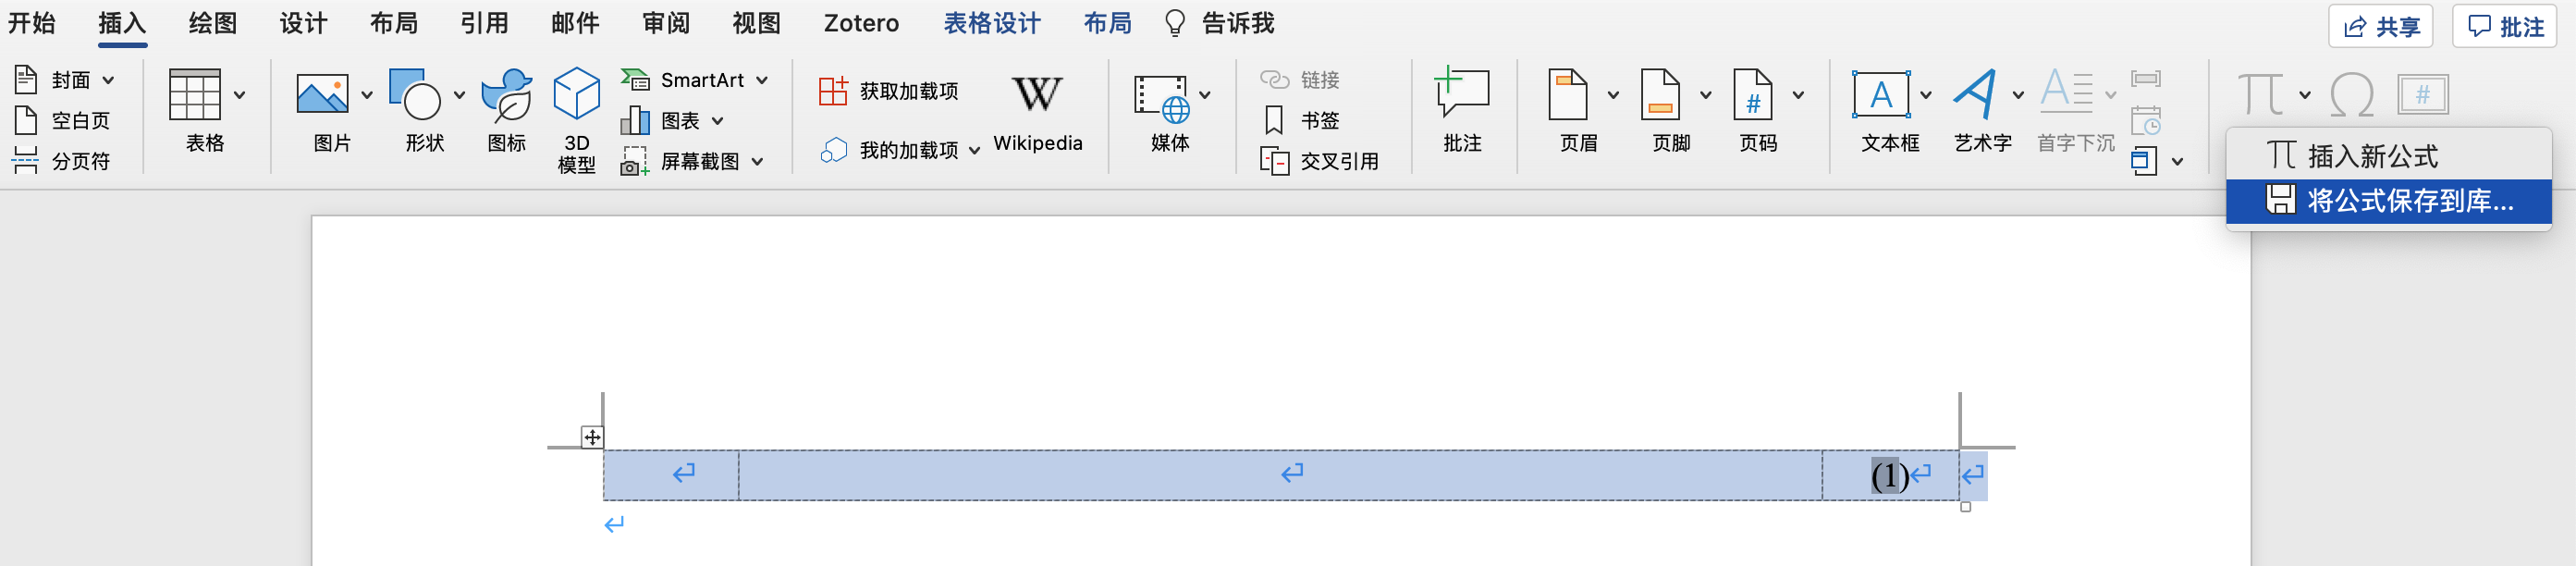 开始 插入 绘图 设计 布局 引用 邮件 审阅 视图 Zotero 表格设计 布局 告诉我 共享 批注
封面
空白页
分页符
表格
图片
形状
图标
3D
模型
SmartArt
图表
屏幕截图
获取加载项
我的加载项
W
Wikipedia
媒体
链接
书签
交叉引用
批注
页眉
页脚
#
页码
A
文本框
A
艺术字
A
首字下沉
π Ω #
π 插入新公式
将公式保存到库...
(1)